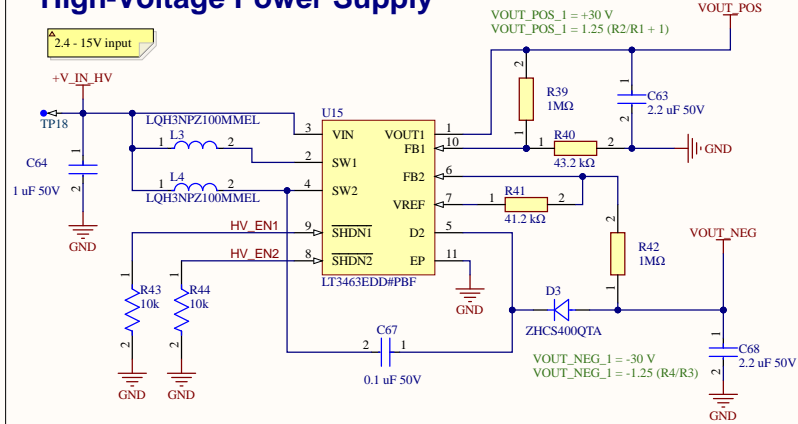 High-Voltage Power Supply
2.4 - 15V input
VOUT_POS_1 = +30 V
VOUT_POS_1 = 1.25 (R2/R1 + 1)
VOUT_POS
+V_IN_HV
TP18
C64
1 uF 50V
1
2
GND
LQH3NPZ100MMEL
L3
1
2
L4
1
2
LQH3NPZ100MMEL
U15
3 VIN
2 SW1
4 SW2
9 SHDN1
8 SHDN2
VOUT1 1
FB1 10
FB2 6
VREF 7
D2 5
EP 11
LT3463EDD#PBF
HV_EN1
HV_EN2
R39
1MΩ
2
1
R40
1
2
43.2 kΩ
C63
2.2 uF 50V
1
2
GND
R41
1
2
41.2 kΩ
R42
1MΩ
2
1
VOUT_NEG
GND
D3
ZHCS400QTA
R43
10k
1
2
GND
R44
10k
1
2
GND
C67
2
1
0.1 uF 50V
VOUT_NEG_1 = -30 V
VOUT_NEG_1 = -1.25 (R4/R3)
C68
2.2 uF 50V
1
2
GND